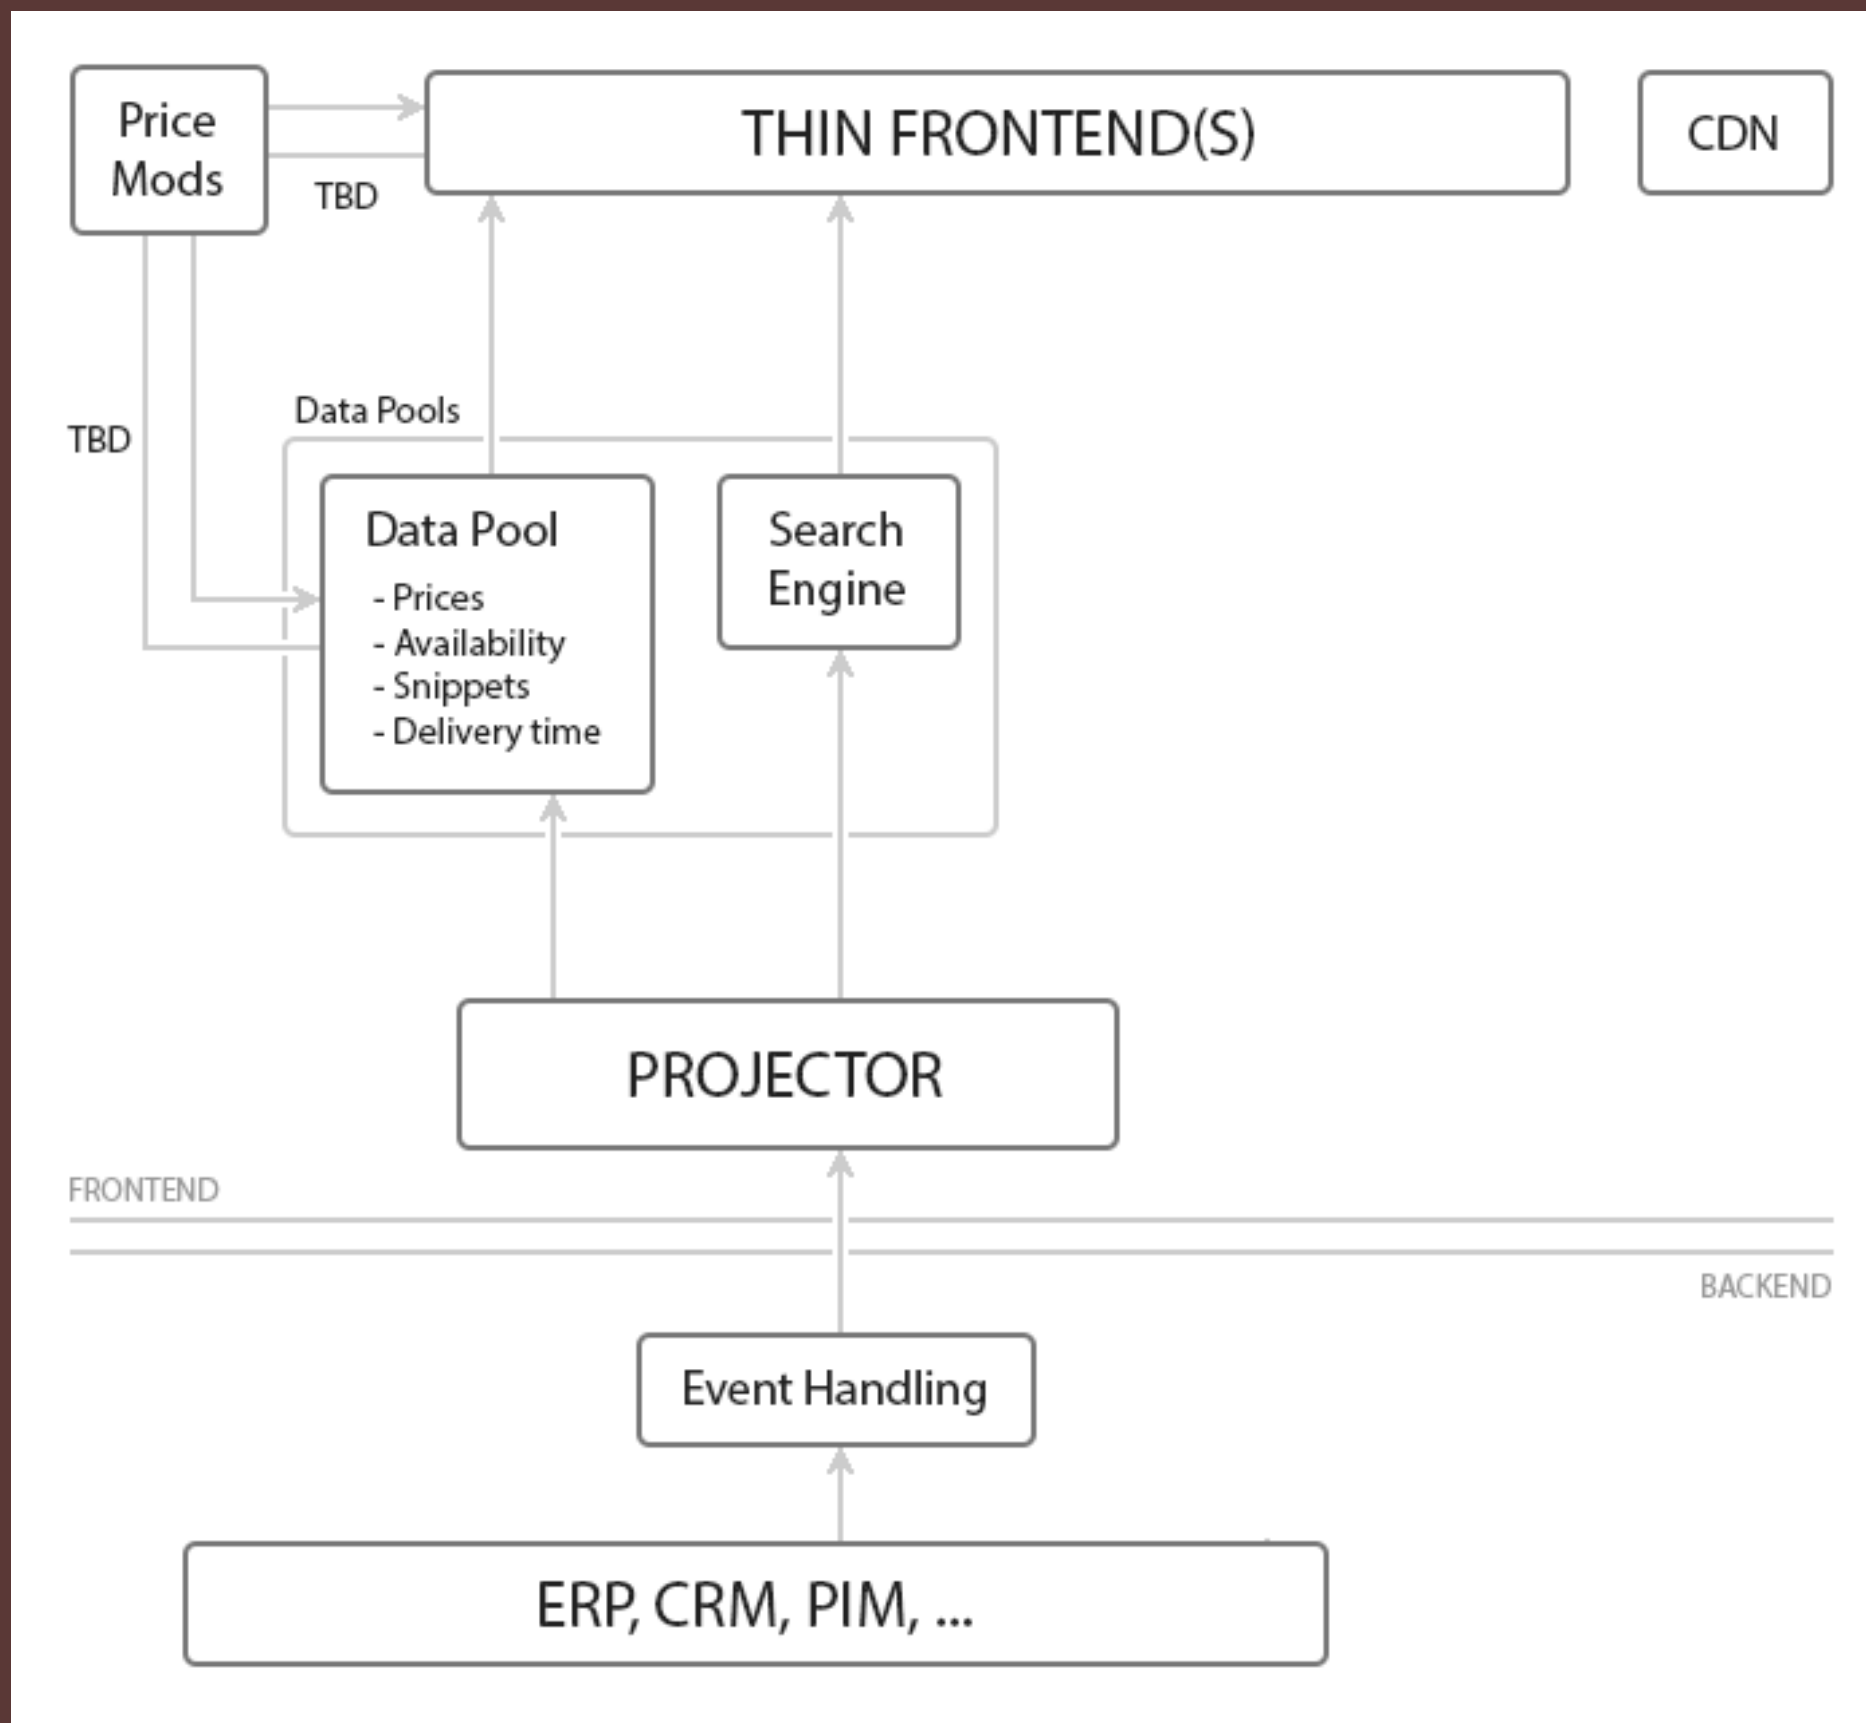 Price
Mods
THIN FRONTEND(S)
CDN
TBD
Data Pools
TBD
Data Pool
- Prices
- Availability
- Snippets
- Delivery time
Search
Engine
PROJECTOR
FRONTEND
BACKEND
Event Handling
ERP, CRM, PIM, ...